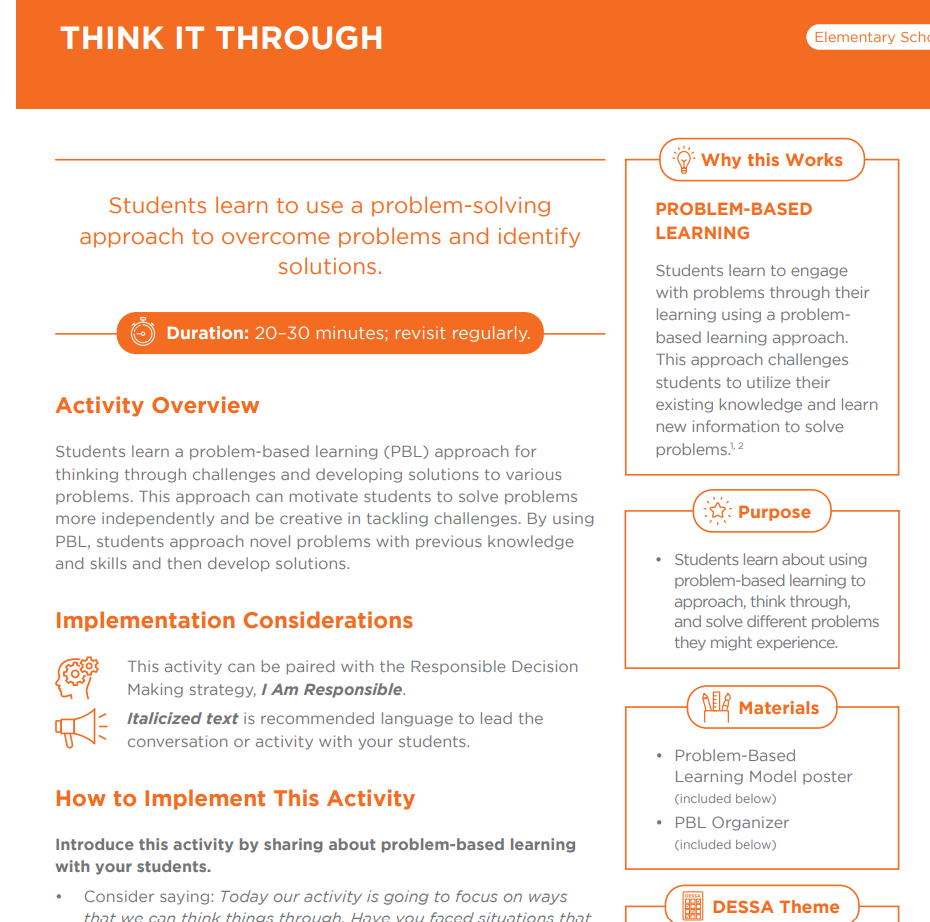 THINK IT THROUGH
Elementary
Students learn to use a problem-solving
approach to overcome problems and identify
solutions.
Duration: 20–30 minutes; revisit regularly.
Activity Overview
Students learn a problem-based learning (PBL) approach for
thinking through challenges and developing solutions to various
problems. This approach can motivate students to solve problems
more independently and be creative in tackling challenges. By using
PBL, students approach novel problems with previous knowledge
and skills and then develop solutions.
Implementation Considerations
This activity can be paired with the Responsible Decision
Making strategy, I Am Responsible.
Italicized text is recommended language to lead the
conversation or activity with your students.
How to Implement This Activity
Introduce this activity by sharing about problem-based learning
with your students.
• Consider saying: Today our activity is going to focus on ways
that we can think things through. Have you faced situations that
Why this Works
PROBLEM-BASED
LEARNING
Students learn to engage
with problems through their
learning using a problem-
based learning approach.
This approach challenges
students to utilize their
existing knowledge and learn
new information to solve
problems.1, 2
Purpose
• Students learn about using
problem-based learning to
approach, think through,
and solve different problems
they might experience.
Materials
• Problem-Based
Learning Model poster
(included below)
• PBL Organizer
(included below)
DESSA
DESSA Theme